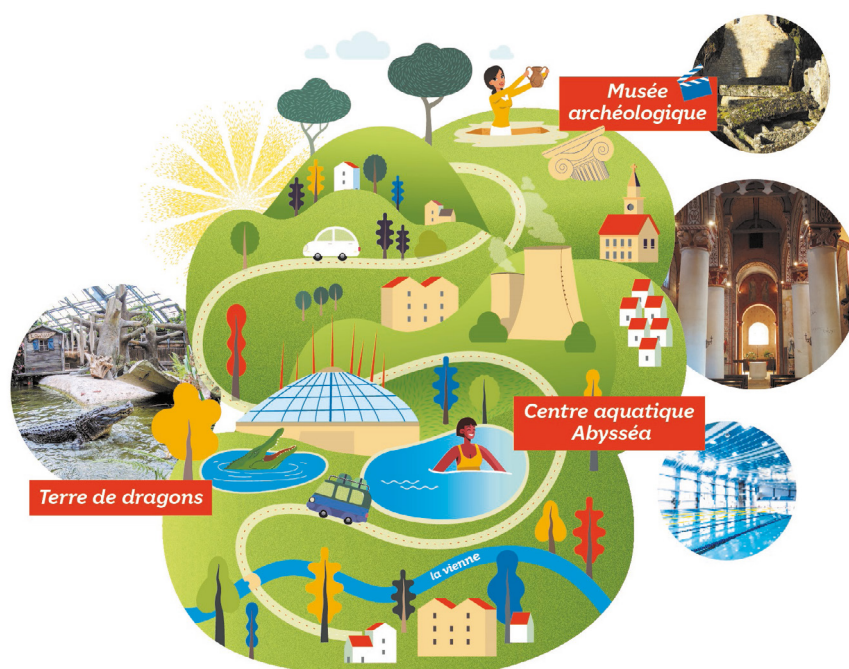 Musée
archéologique
Centre aquatique
Abysséa
Terre de dragons
la vienne